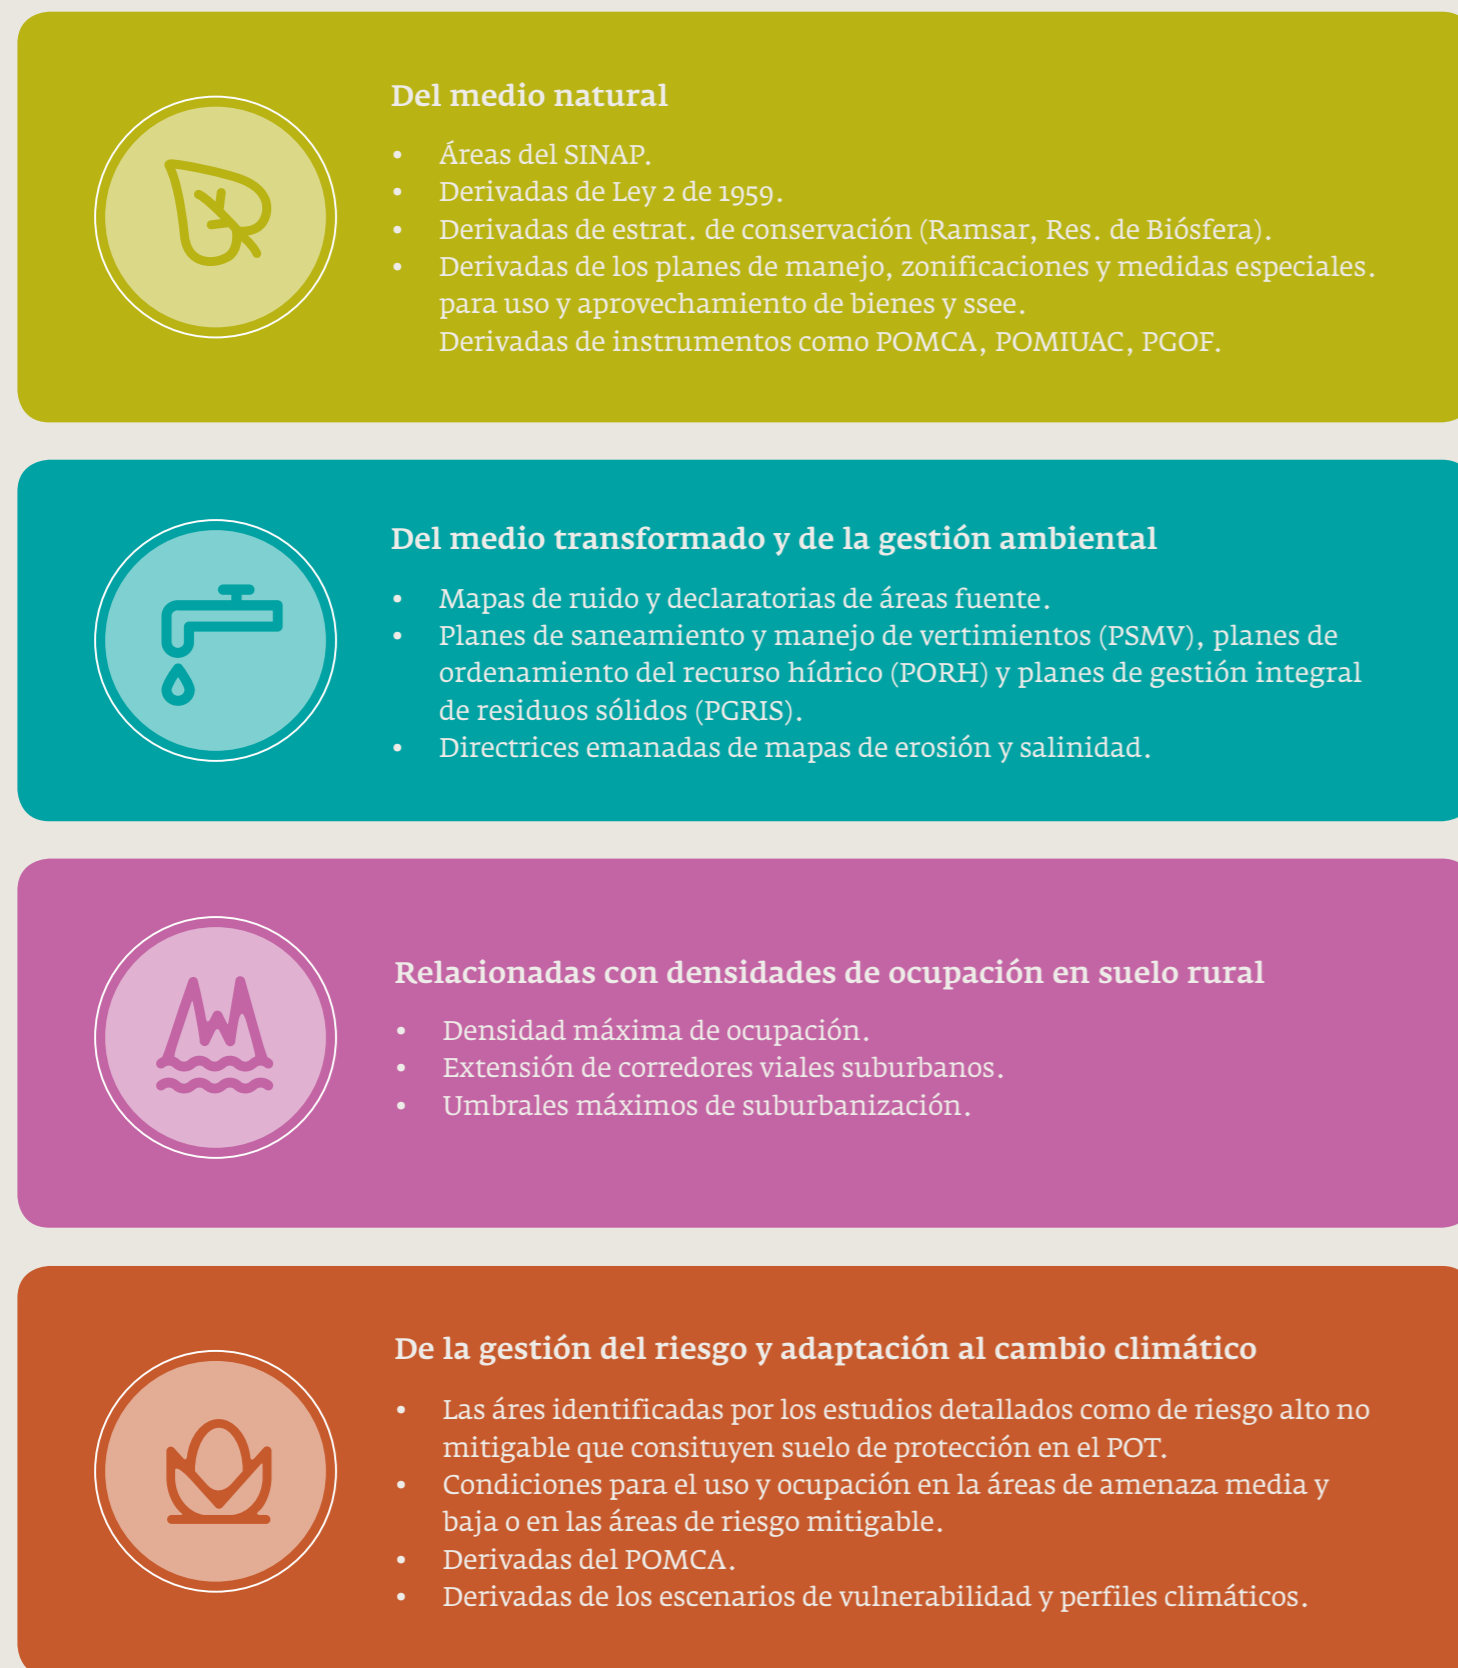 Del medio natural
• Áreas del SINAP.
• Derivadas de Ley 2 de 1959.
• Derivadas de estrat. de conservación (Ramsar, Res. de Biósfera).
• Derivadas de los planes de manejo, zonificaciones y medidas especiales.
para uso y aprovechamiento de bienes y ssee.
Derivadas de instrumentos como POMCA, POMIUAC, PGOF.
Del medio transformado y de la gestión ambiental
• Mapas de ruido y declaratorias de áreas fuente.
• Planes de saneamiento y manejo de vertimientos (PSMV), planes de
ordenamiento del recurso hídrico (PORH) y planes de gestión integral
de residuos sólidos (PGRIS).
• Directrices emanadas de mapas de erosión y salinidad.
Relacionadas con densidades de ocupación en suelo rural
• Densidad máxima de ocupación.
• Extensión de corredores viales suburbanos.
• Umbrales máximos de suburbanización.
De la gestión del riesgo y adaptación al cambio climático
• Las áres identificadas por los estudios detallados como de riesgo alto no
mitigable que consituyen suelo de protección en el POT.
• Condiciones para el uso y ocupación en la áreas de amenaza media y
baja o en las áreas de riesgo mitigable.
• Derivadas del POMCA.
• Derivadas de los escenarios de vulnerabilidad y perfiles climáticos.